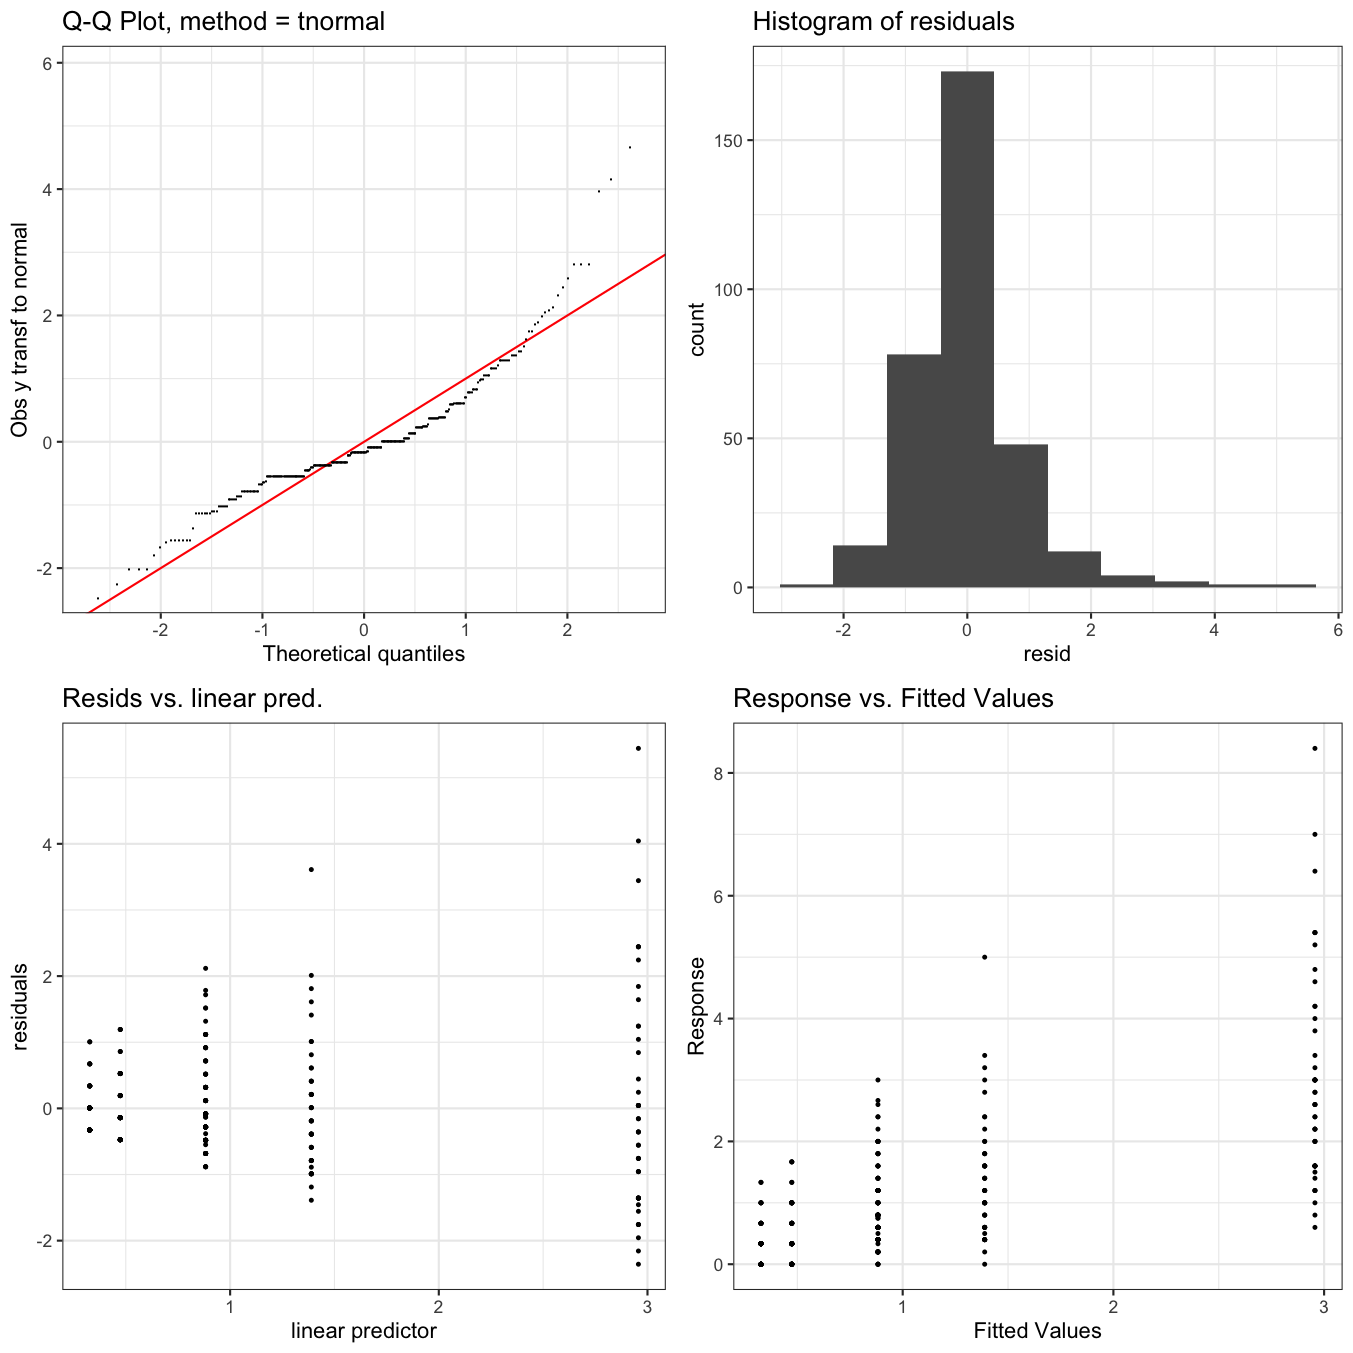 Q-Q Plot, method = tnormal
6
4
2
0
-2
Obs y transf to normal
-2 -1 0 1 2
Theoretical quantiles
Histogram of residuals
150
100
50
0
count
-2 0 2 4 6
resid
Resids vs. linear pred.
4
2
0
-2
residuals
1 2 3
linear predictor
Response vs. Fitted Values
8
6
4
2
0
Response
1 2 3
Fitted Values